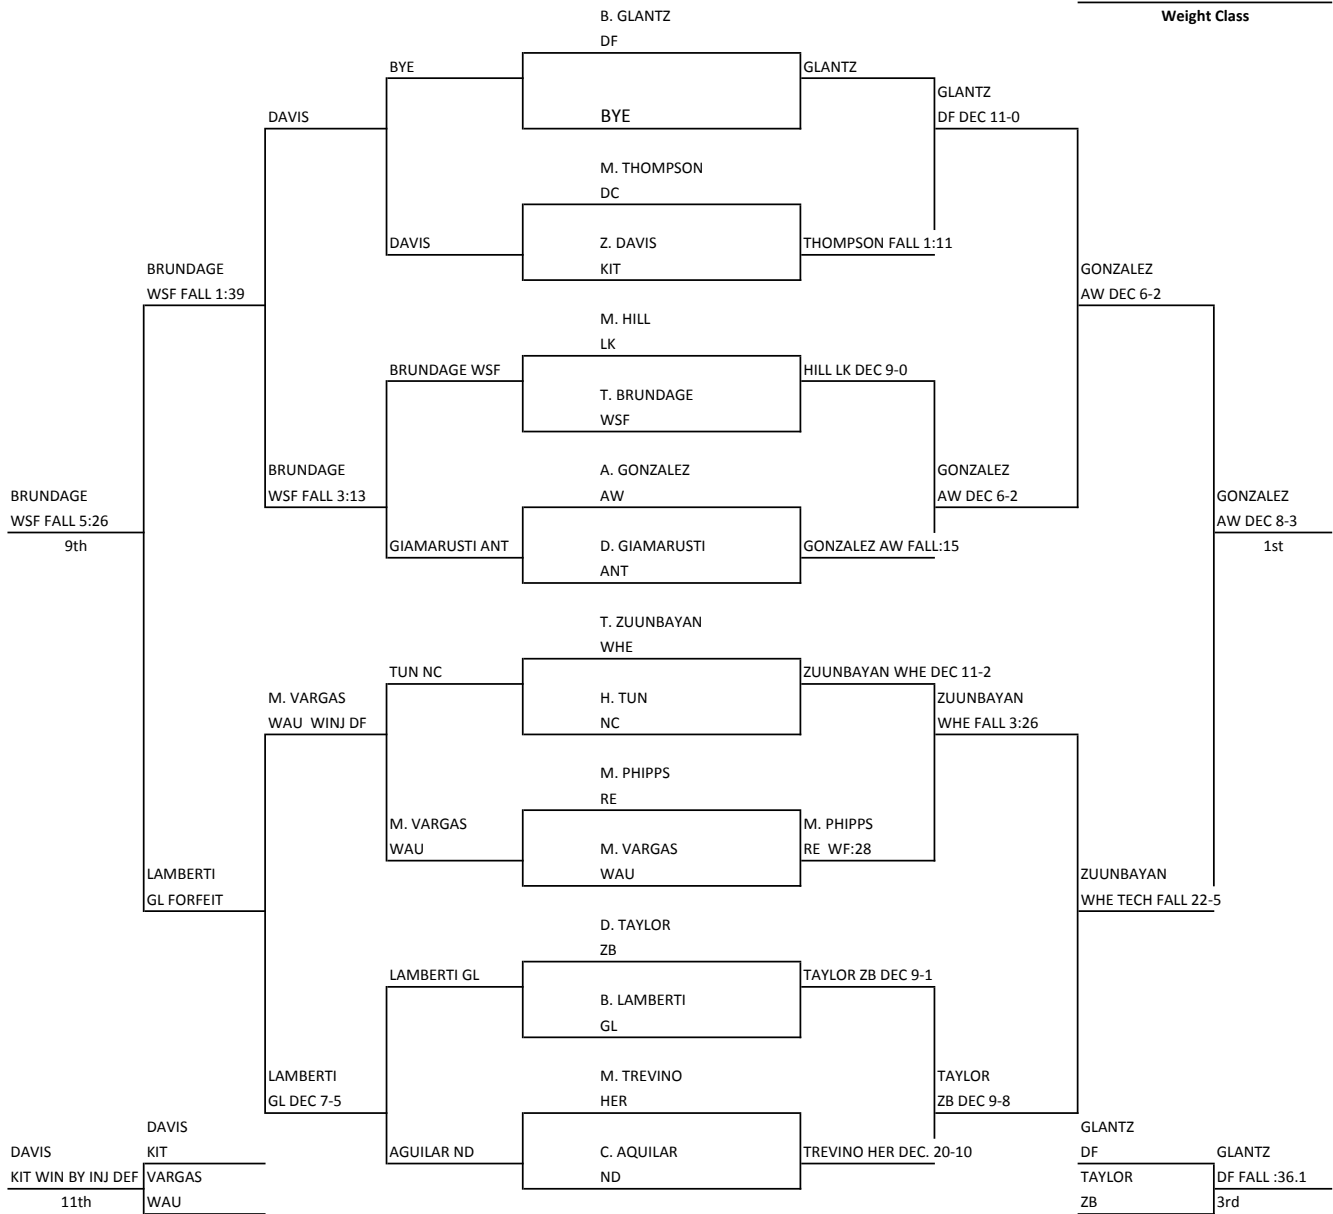 Weight Class
B. GLANTZ
DF
BYE
GLANTZ
GLANTZ
DF DEC 11-0
DAVIS
BYE
M. THOMPSON
DC
DAVIS
Z. DAVIS
KIT
THOMPSON FALL 1:11
BRUNDAGE
WSF FALL 1:39
GONZALEZ
AW DEC 6-2
M. HILL
LK
BRUNDAGE WSF
HILL LK DEC 9-0
T. BRUNDAGE
WSF
BRUNDAGE
WSF FALL 3:13
A. GONZALEZ
AW
GONZALEZ
AW DEC 6-2
BRUNDAGE
WSF FALL 5:26
9th
GONZALEZ
AW DEC 8-3
1st
GIAMARUSTI ANT
D. GIAMARUSTI
ANT
GONZALEZ AW FALL:15
T. ZUUNBAYAN
WHE
TUN NC
ZUUNBAYAN WHE DEC 11-2
M. VARGAS
WAU  WINJ DF
H. TUN
NC
ZUUNBAYAN
WHE FALL 3:26
M. PHIPPS
RE
M. VARGAS
WAU
M. VARGAS
WAU
M. PHIPPS
RE  WF:28
LAMBERTI
GL FORFEIT
ZUUNBAYAN
WHE TECH FALL 22-5
D. TAYLOR
ZB
LAMBERTI GL
TAYLOR ZB DEC 9-1
B. LAMBERTI
GL
LAMBERTI
GL DEC 7-5
M. TREVINO
HER
TAYLOR
ZB DEC 9-8
AGUILAR ND
C. AQUILAR
ND
TREVINO HER DEC. 20-10
DAVIS
KIT
DAVIS
KIT WIN BY INJ DEF
VARGAS
WAU
11th
GLANTZ
DF
GLANTZ
DF FALL :36.1
TAYLOR
ZB
3rd